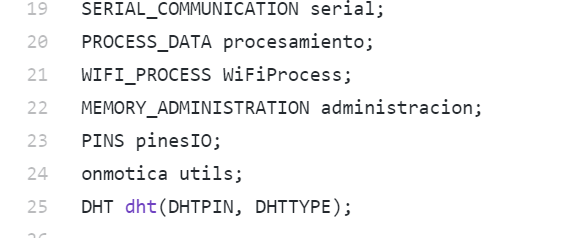 19 SERIAL_COMMUNICATION serial;
20 PROCESS_DATA procesamiento;
21 WIFI_PROCESS WiFiProcess;
22 MEMORY_ADMINISTRATION administracion;
23 PINS pinesIO;
24 onmotica utils;
25 DHT dht(DHTPIN, DHTTYPE);
26